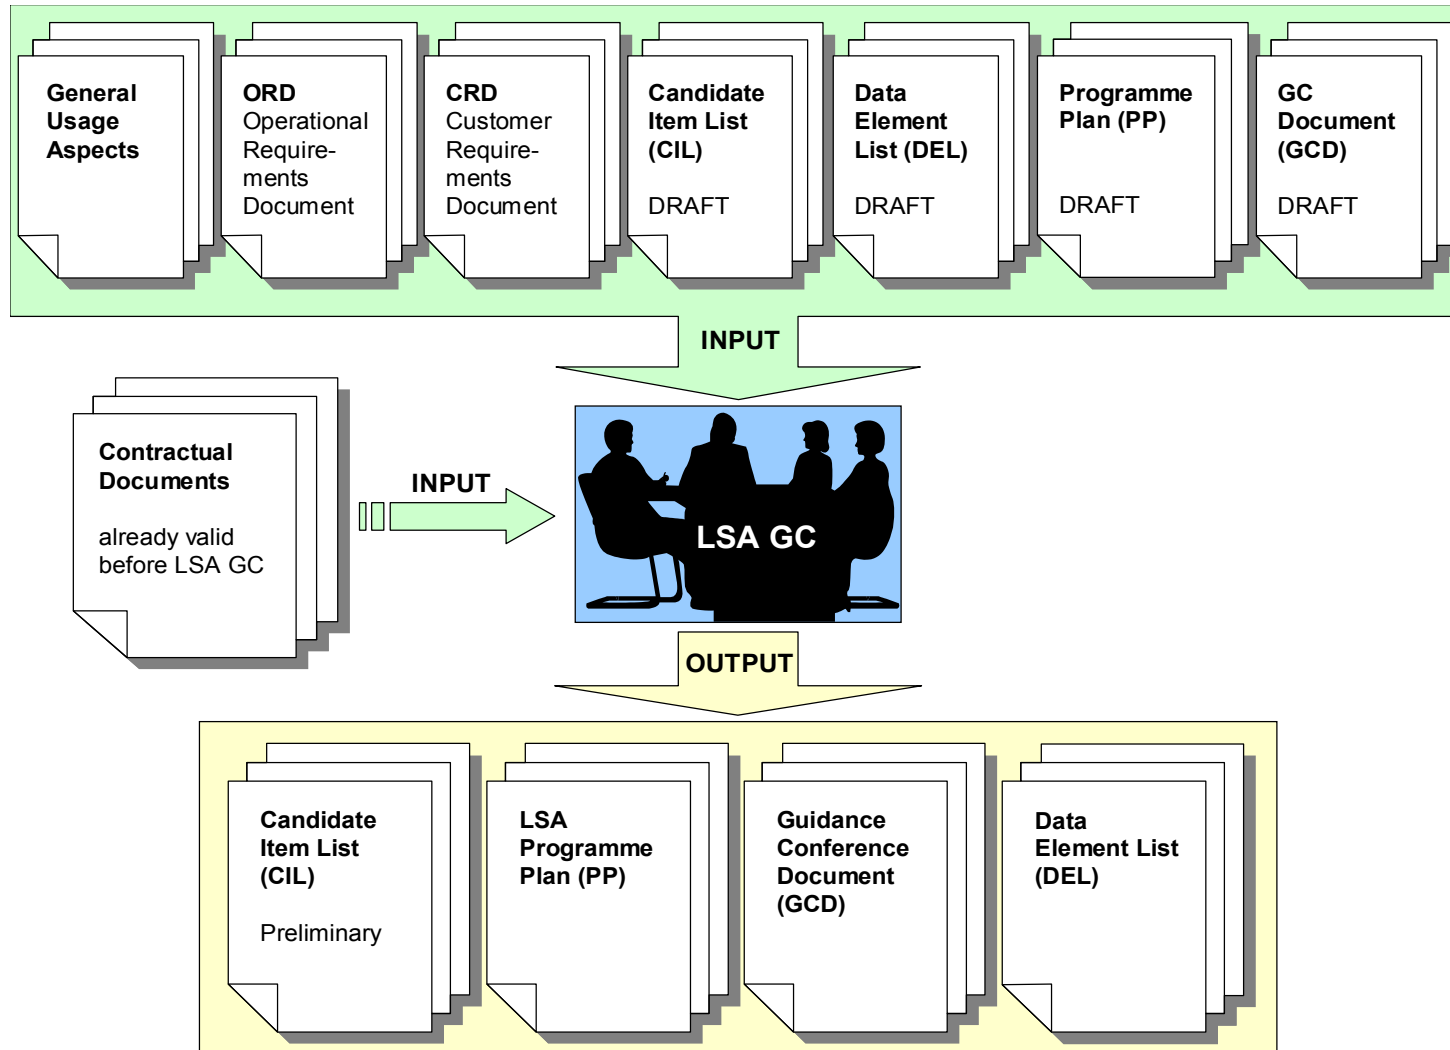 General
Usage
Aspects
ORD
Operational
Require-
ments
Document
CRD
Customer
Require-
ments
Document
Candidate
Item List
(CIL)
DRAFT
Data
Element
List (DEL)
DRAFT
Programme
Plan (PP)
DRAFT
GC
Document
(GCD)
DRAFT
INPUT
Contractual
Documents
already valid
before LSA GC
INPUT
LSA GC
OUTPUT
Candidate
Item List
(CIL)
Preliminary
LSA
Programme
Plan (PP)
Guidance
Conference
Document
(GCD)
Data
Element List
(DEL)